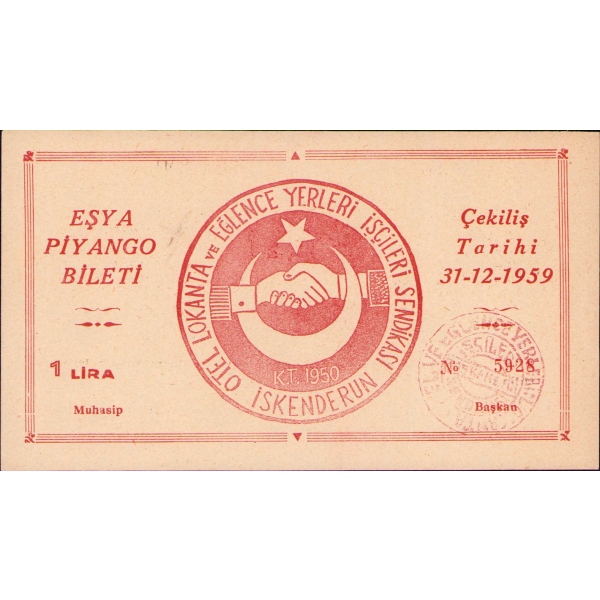 EŞYA
PİYANGO
BİLETİ
1 LİRA
Muhasip
OTEL LOKANTA VE EĞLENCE YERLERİ İŞÇİLERİ SENDİKASI
K.T. 1950
İSKENDERUN
Çekiliş
Tarihi
31-12-1959
№ 5928
Başkan